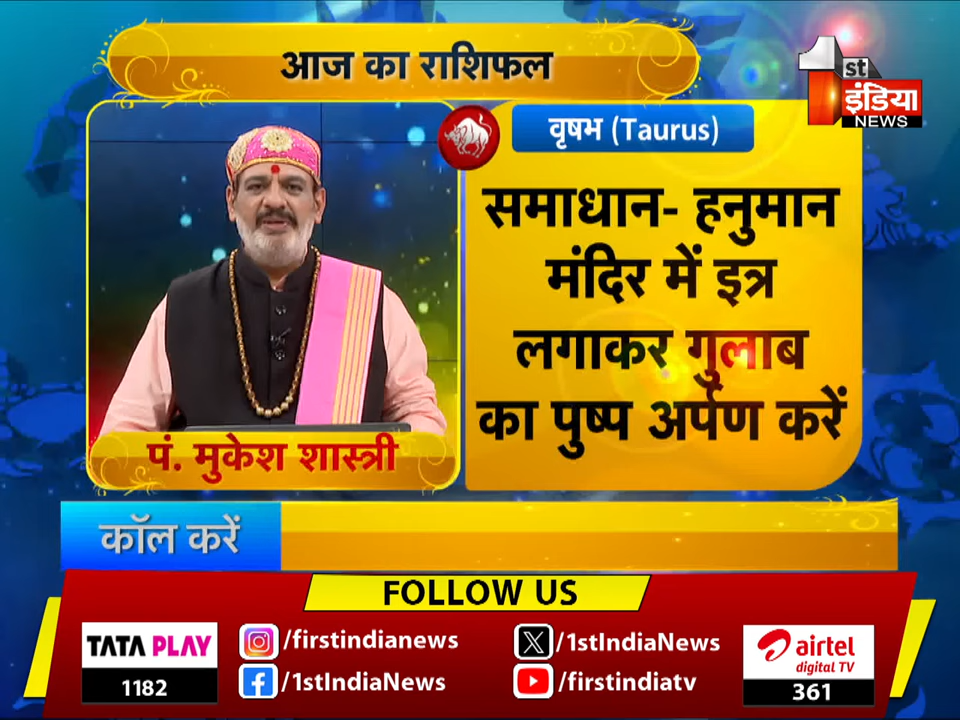 आज का राशिफल
1st
इंडिया
NEWS
वृषभ (Taurus)
समाधान- हनुमान
मंदिर में इत्र
लगाकर गुलाब
का पुष्प अर्पण करें
पं. मुकेश शास्त्री
कॉल करें
FOLLOW US
TATA PLAY
1182
/firstindianews
/1stIndiaNews
/1stIndiaNews
/firstindiatv
airtel
digital TV
361